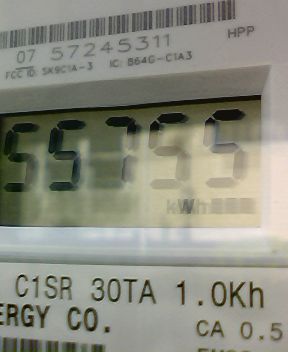 07 57245311
HPP
FCC ID: SK9C1A-3 IC: 864G-C1A3
55755
kWh
C1SR 30TA 1.0Kh
ERGY CO.
CA 0.5